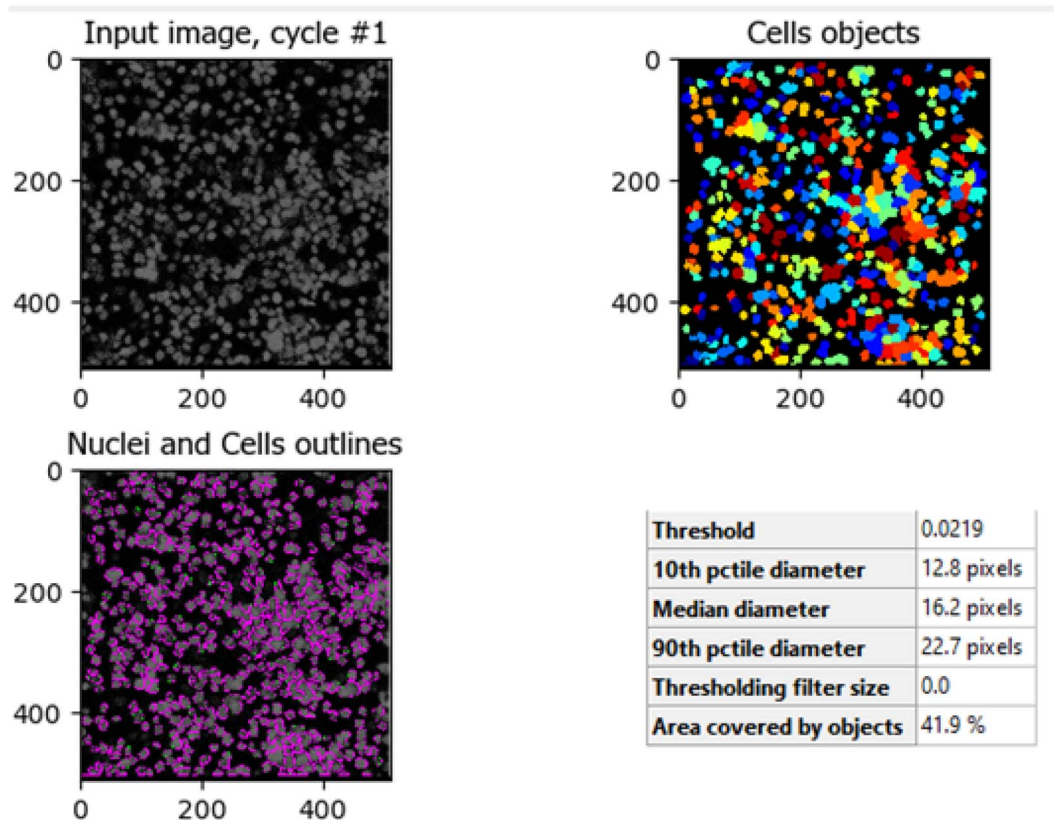 Input image, cycle #1
0
200
400
0 200 400
Cells objects
0
200
400
0 200 400
Nuclei and Cells outlines
0
200
400
0 200 400
Threshold 0.0219
10th pctile diameter 12.8 pixels
Median diameter 16.2 pixels
90th pctile diameter 22.7 pixels
Thresholding filter size 0.0
Area covered by objects 41.9 %